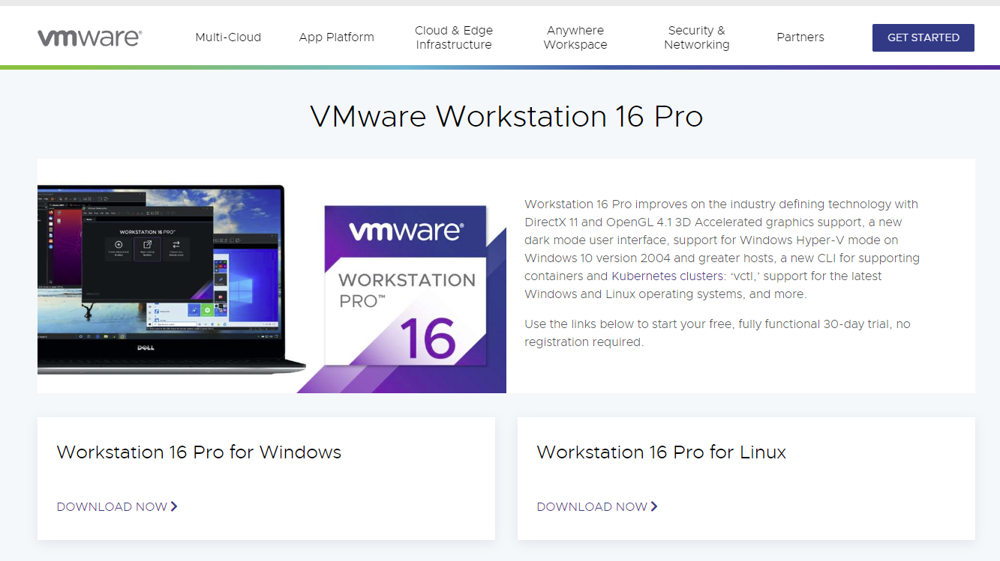 vmware®
Multi-Cloud
App Platform
Cloud & Edge
Infrastructure
Anywhere
Workspace
Security &
Networking
Partners
GET STARTED
VMware Workstation 16 Pro
WORKSTATION 16 PRO™
DELL
vmware®
WORKSTATION
PRO™
16
Workstation 16 Pro improves on the industry defining technology with
DirectX 11 and OpenGL 4.1 3D Accelerated graphics support, a new
dark mode user interface, support for Windows Hyper-V mode on
Windows 10 version 2004 and greater hosts, a new CLI for supporting
containers and Kubernetes clusters: ‘vctl,’ support for the latest
Windows and Linux operating systems, and more.
Use the links below to start your free, fully functional 30-day trial, no
registration required.
Workstation 16 Pro for Windows
DOWNLOAD NOW
Workstation 16 Pro for Linux
DOWNLOAD NOW